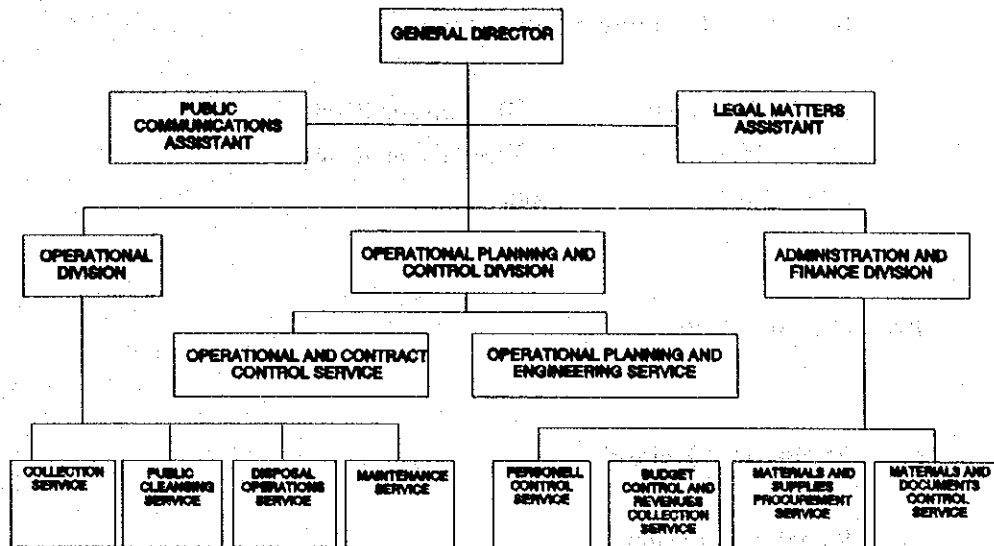 GENERAL DIRECTOR
PUBLIC
COMMUNICATIONS
ASSISTANT
LEGAL MATTERS
ASSISTANT
OPERATIONAL
DIVISION
OPERATIONAL PLANNING AND
CONTROL DIVISION
ADMINISTRATION AND
FINANCE DIVISION
OPERATIONAL AND CONTRACT
CONTROL SERVICE
OPERATIONAL PLANNING AND
ENGINEERING SERVICE
COLLECTION
SERVICE
PUBLIC
CLEANSING
SERVICE
DISPOSAL
OPERATIONS
SERVICE
MAINTENANCE
SERVICE
PERSONELL
CONTROL
SERVICE
BUDGET
CONTROL AND
REVENUES
COLLECTION
SERVICE
MATERIALS AND
SUPPLIES
PROCUREMENT
SERVICE
MATERIALS AND
DOCUMENTS
CONTROL
SERVICE